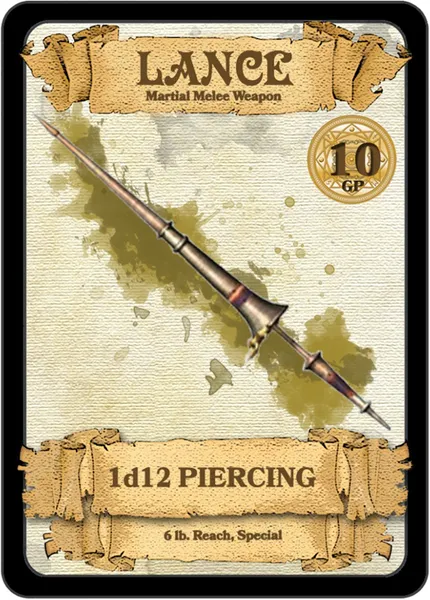 LANCE
Martial Melee Weapon
10
GP
1d12 PIERCING
6 lb. Reach, Special